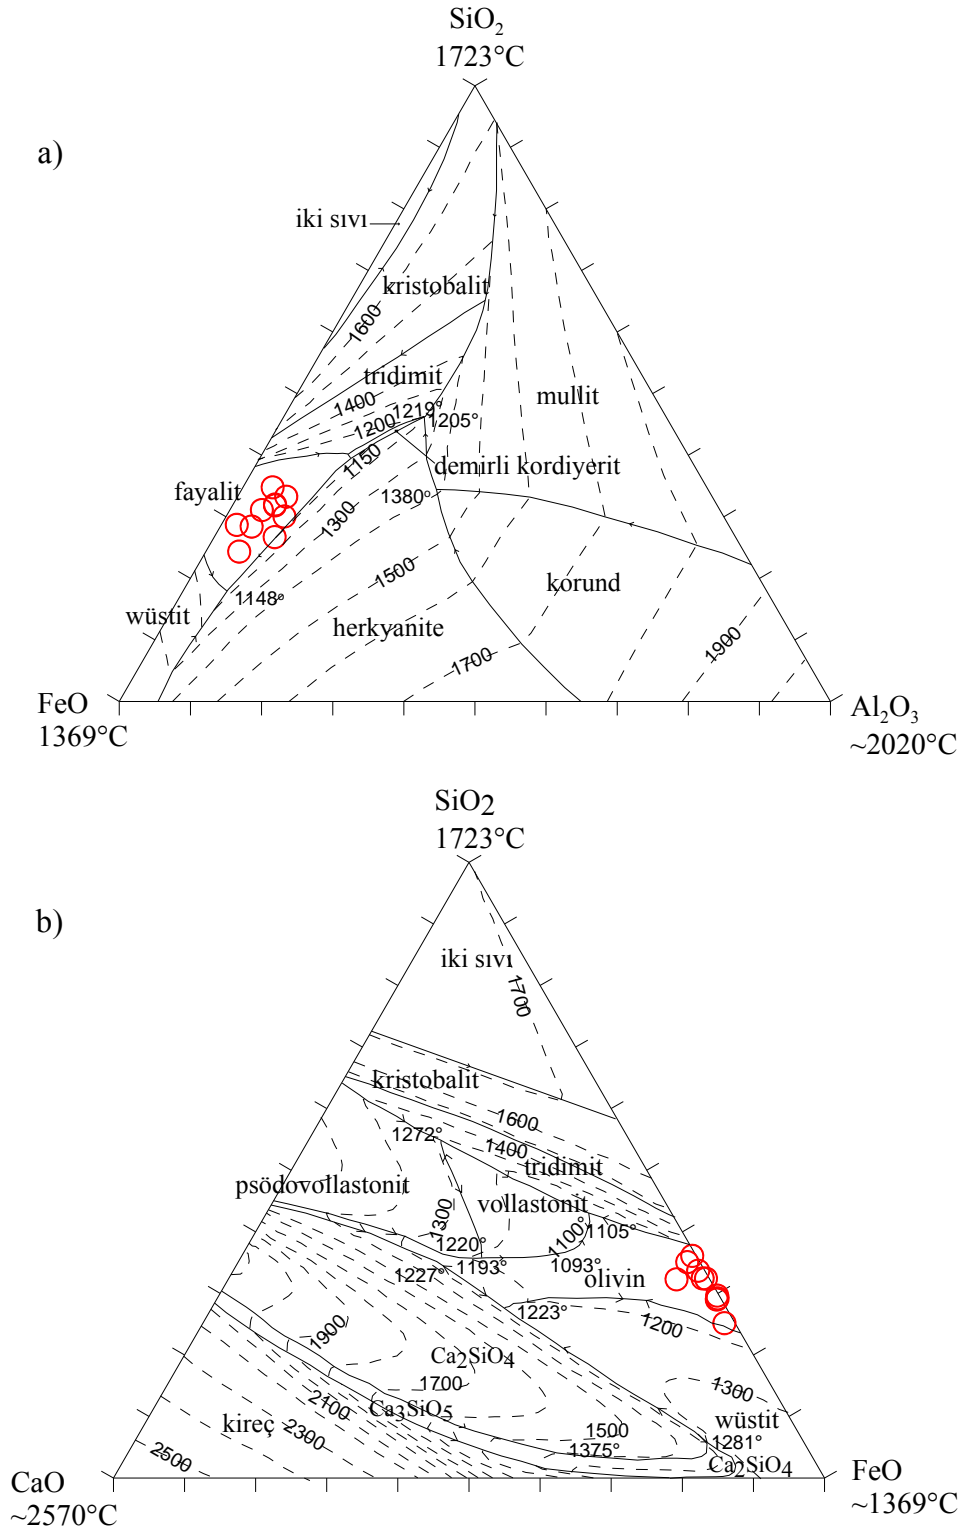 SiO2
1723°C
a)
iki sıvı
kristobalit
1600
tridimit
1400
1219°
1205°
1200
mullit
1150
demirli kordiyerit
fayalit
1380°
1300
1500
korund
1148°
wüstit
herkyanite
1700
1900
FeO
1369°C
Al2O3
~2020°C
SiO2
1723°C
b)
iki sıvı
1700
kristobalit
1600
1272°
1400
tridimit
psödovollastonit
vollastonit
1300
1100°
1105°
1220°
1193°
1093°
1227°
olivin
1223°
1200
1900
Ca2SiO4
1700
1300
2100
Ca3SiO5
kireç
2300
1500
wüstit
1375°
1281°
2500
Ca2SiO4
CaO
~2570°C
FeO
~1369°C